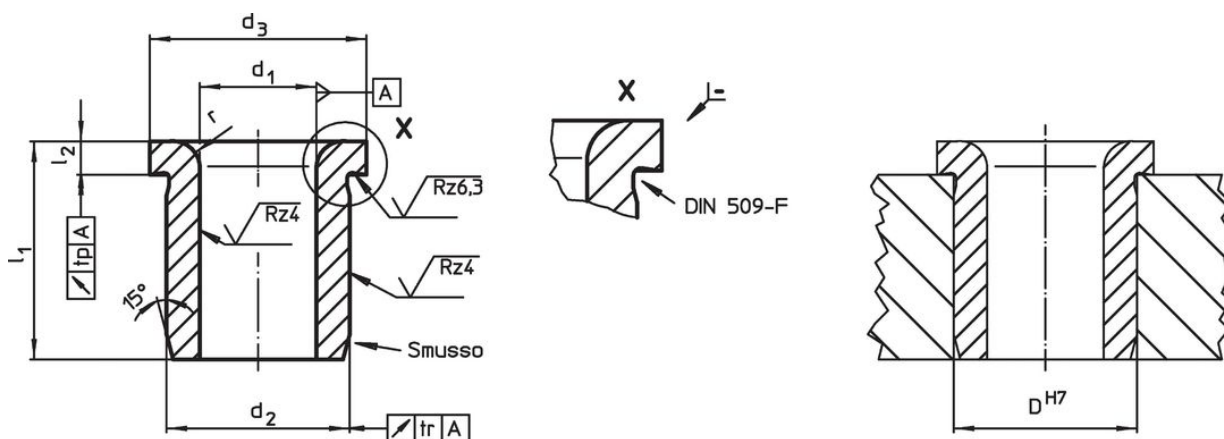 d3
d1
A
r
X
l2
Rz6,3
Rz4
tp A
l1
Rz4
15°
Smusso
d2
tr A
X
DIN 509-F
D H7